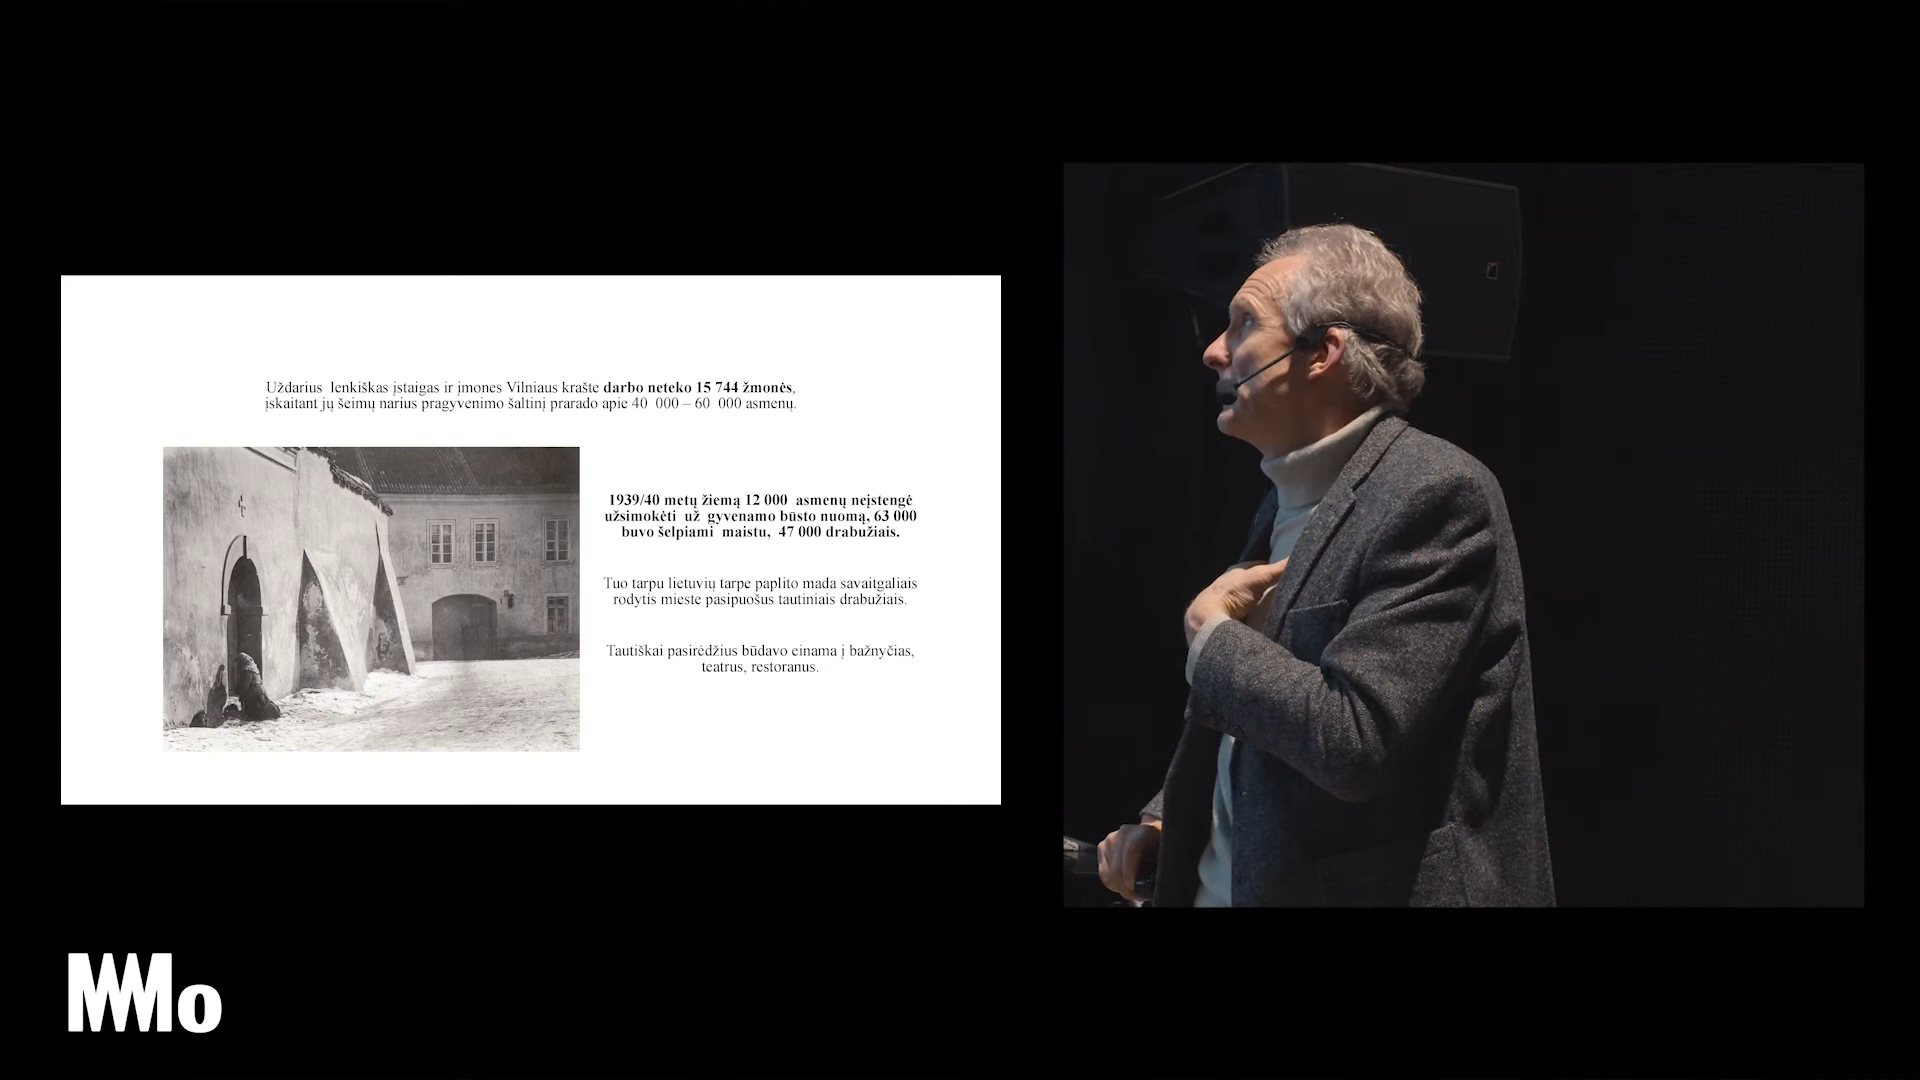 Uždarius lenkiškas įstaigas ir įmones Vilniaus krašte darbo neteko 15 744 žmonės,
įskaitant jų šeimų narius pragyvenimo šaltinį prarado apie 40 000 – 60 000 asmenų.
1939/40 metų žiemą 12 000 asmenų neįstengė
užsimokėti už gyvenamo būsto nuomą, 63 000
buvo šelpiami maistu, 47 000 drabužiais.
Tuo tarpu lietuvių tarpe paplito mada savaitgaliais
rodytis mieste pasipuošus tautiniais drabužiais.
Tautiškai pasirėdžius būdavo einama į bažnyčias,
teatrus, restoranus.
MMo